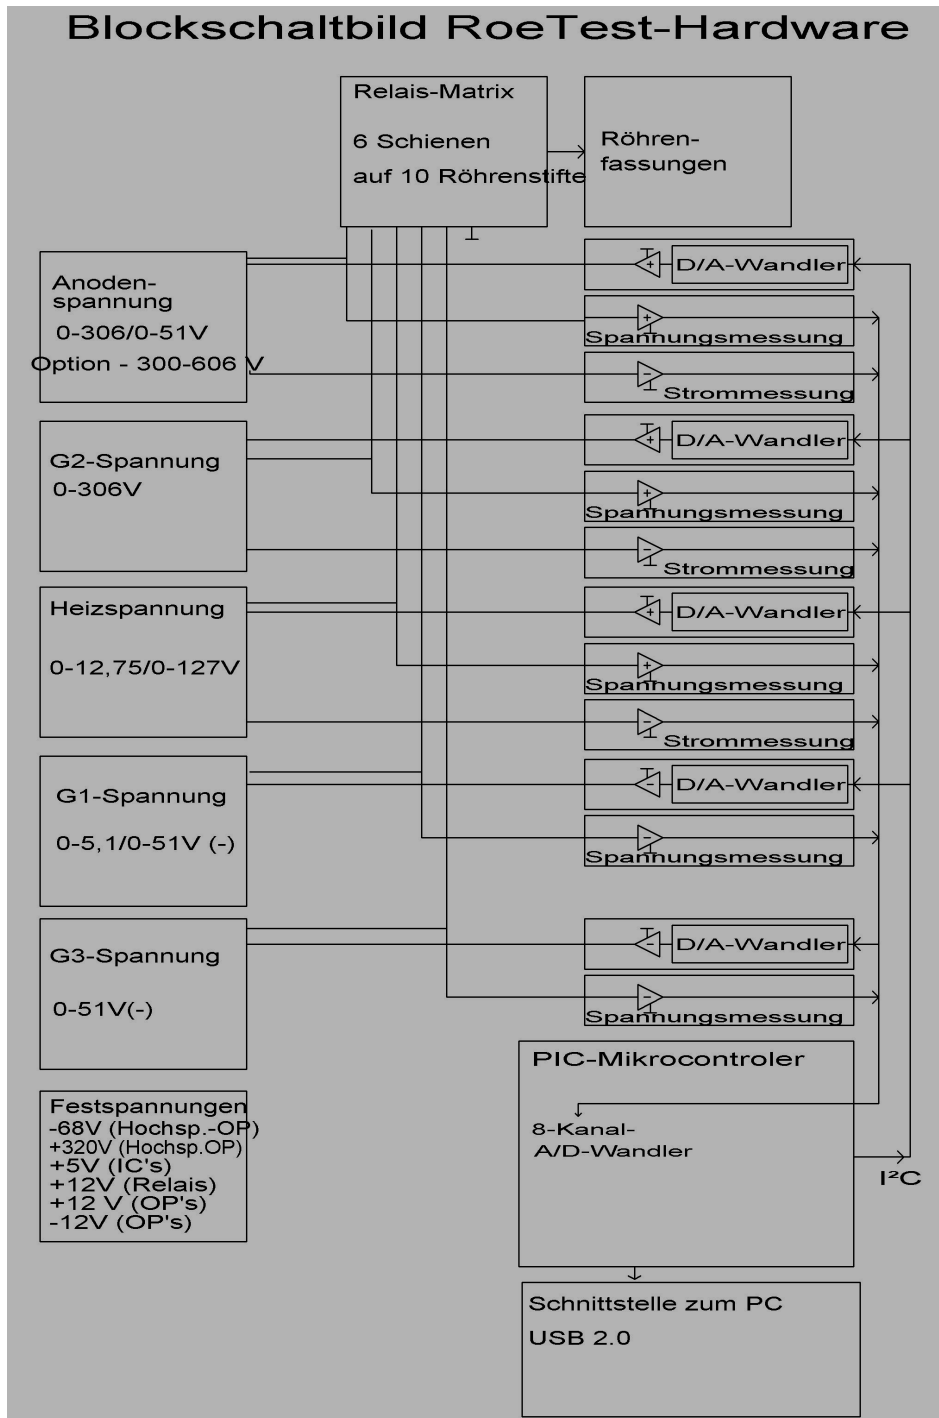 Blockschaltbild RoeTest-Hardware
Relais-Matrix
6 Schienen
auf 10 Röhrenstifte
Röhren-
fassungen
Anoden-
spannung
0-306/0-51V
Option - 300-606 V
D/A-Wandler
Spannungsmessung
Strommessung
G2-Spannung
0-306V
D/A-Wandler
Spannungsmessung
Strommessung
Heizspannung
0-12,75/0-127V
D/A-Wandler
Spannungsmessung
Strommessung
G1-Spannung
0-5,1/0-51V (-)
D/A-Wandler
Spannungsmessung
G3-Spannung
0-51V(-)
D/A-Wandler
Spannungsmessung
Festspannungen
-68V (Hochsp.-OP)
+320V (Hochsp.OP)
+5V (IC's)
+12V (Relais)
+12 V (OP's)
-12V (OP's)
PIC-Mikrocontroler
8-Kanal-
A/D-Wandler
I²C
Schnittstelle zum PC
USB 2.0